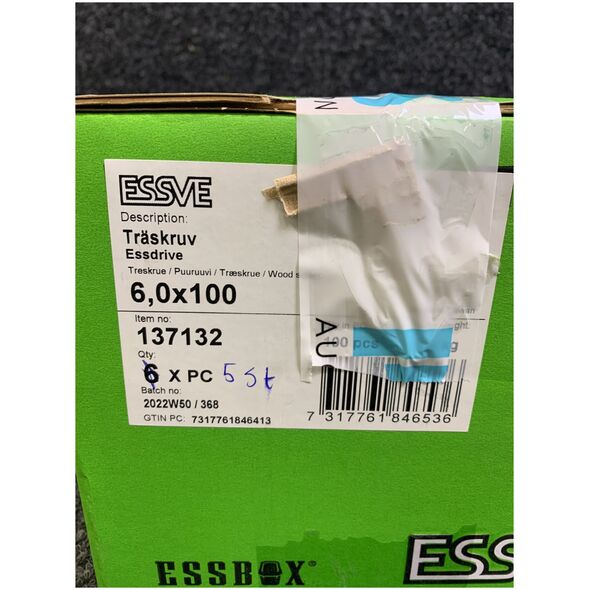 ESSVE
Description:
Träskruv
Essdrive
Treskrue / Puuruuvi / Træskrue / Wood s
6,0x100
Item no:
137132
Qty:
6 X PC 5 st
Batch no:
2022W50 / 368
GTIN PC: 7317761846413
AU
100 pcs
g
7 317761 846536
ESSBOX®
ESS